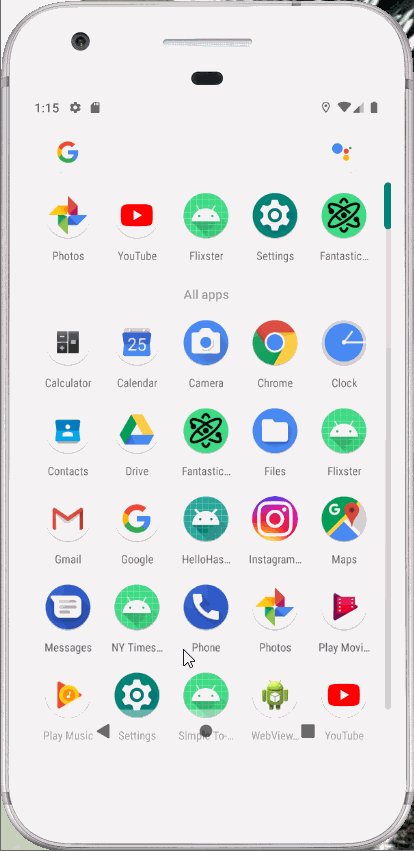 1:15
Photos YouTube Flixster Settings Fantastic...
All apps
25
Calculator Calendar Camera Chrome Clock
Contacts Drive Fantastic... Files Flixster
Gmail Google HelloHas... Instagram... Maps
Messages NY Times... Phone Photos Play Movi...
Play Music Settings Simple To-... WebView... YouTube